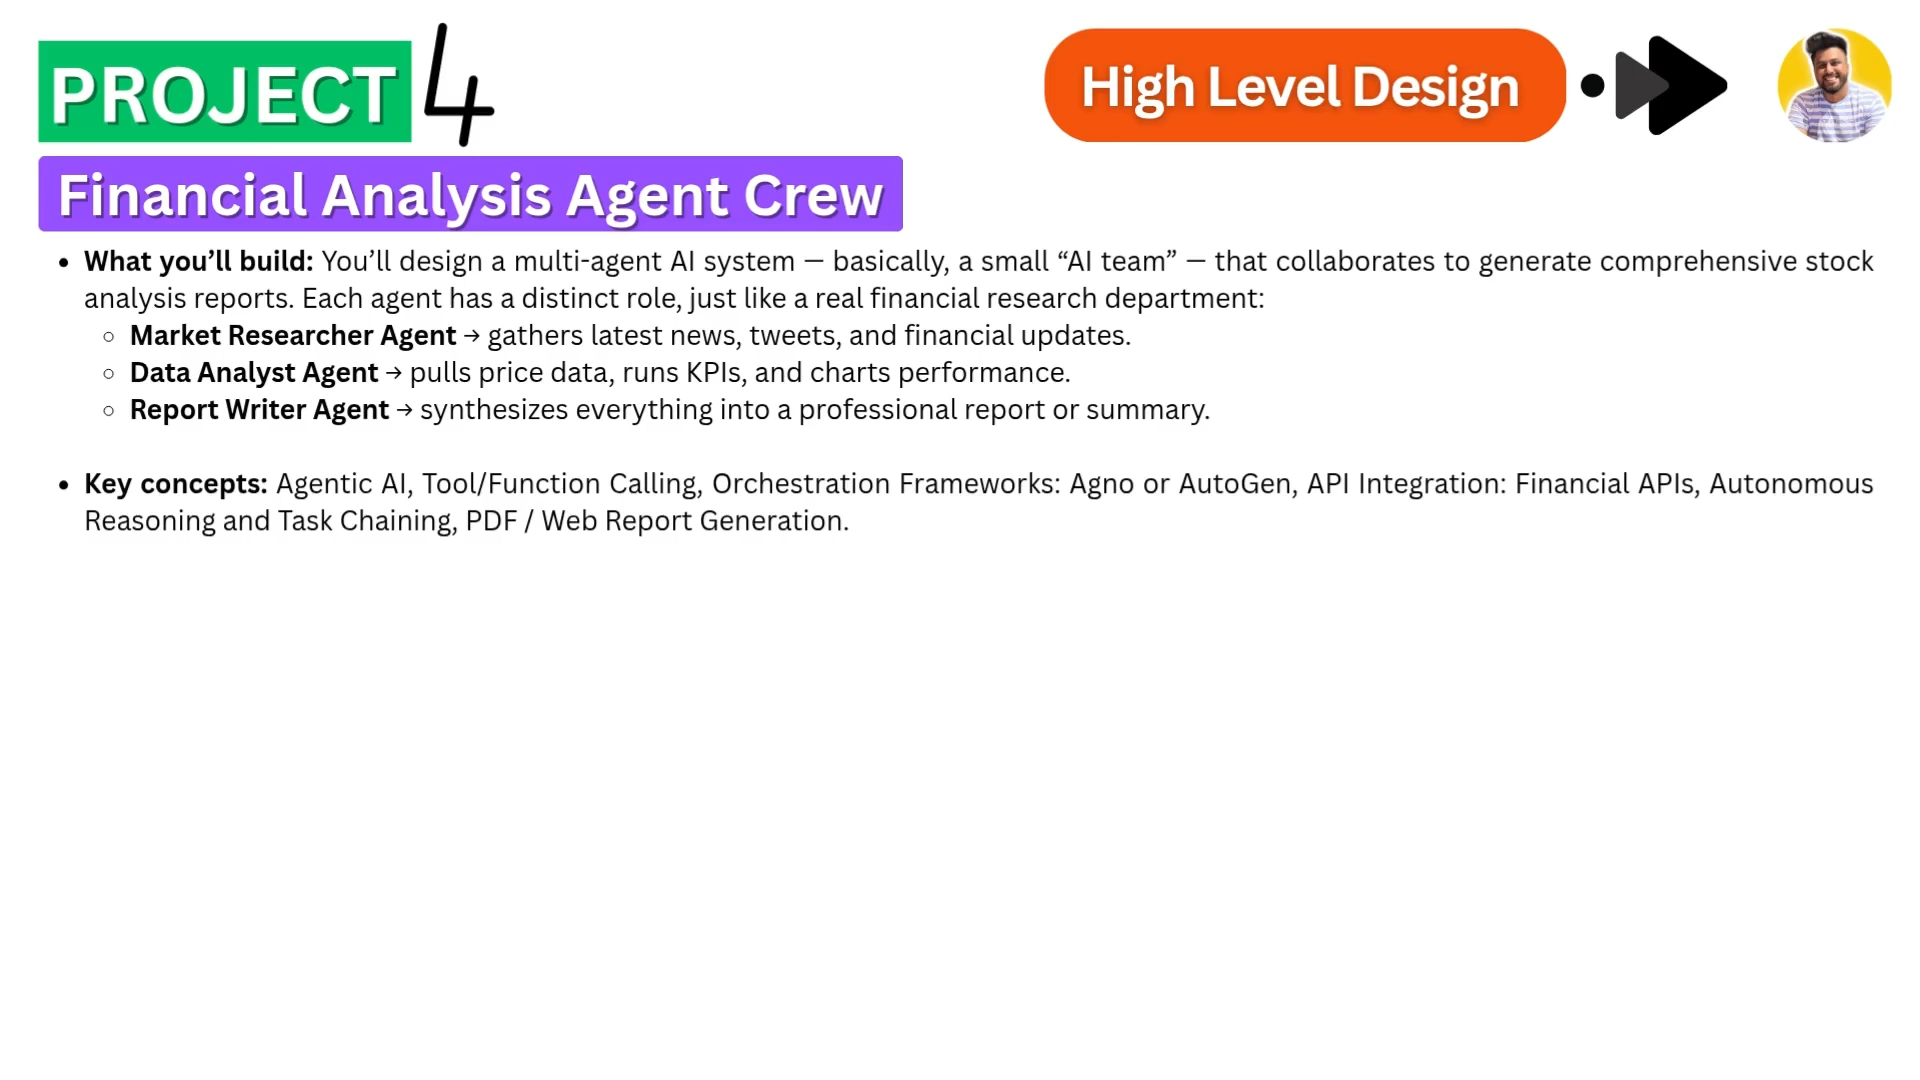 PROJECT 4
High Level Design
Financial Analysis Agent Crew
• What you’ll build: You’ll design a multi-agent AI system — basically, a small “AI team” — that collaborates to generate comprehensive stock
analysis reports. Each agent has a distinct role, just like a real financial research department:
○ Market Researcher Agent → gathers latest news, tweets, and financial updates.
○ Data Analyst Agent → pulls price data, runs KPIs, and charts performance.
○ Report Writer Agent → synthesizes everything into a professional report or summary.
• Key concepts: Agentic AI, Tool/Function Calling, Orchestration Frameworks: Agno or AutoGen, API Integration: Financial APIs, Autonomous
Reasoning and Task Chaining, PDF / Web Report Generation.